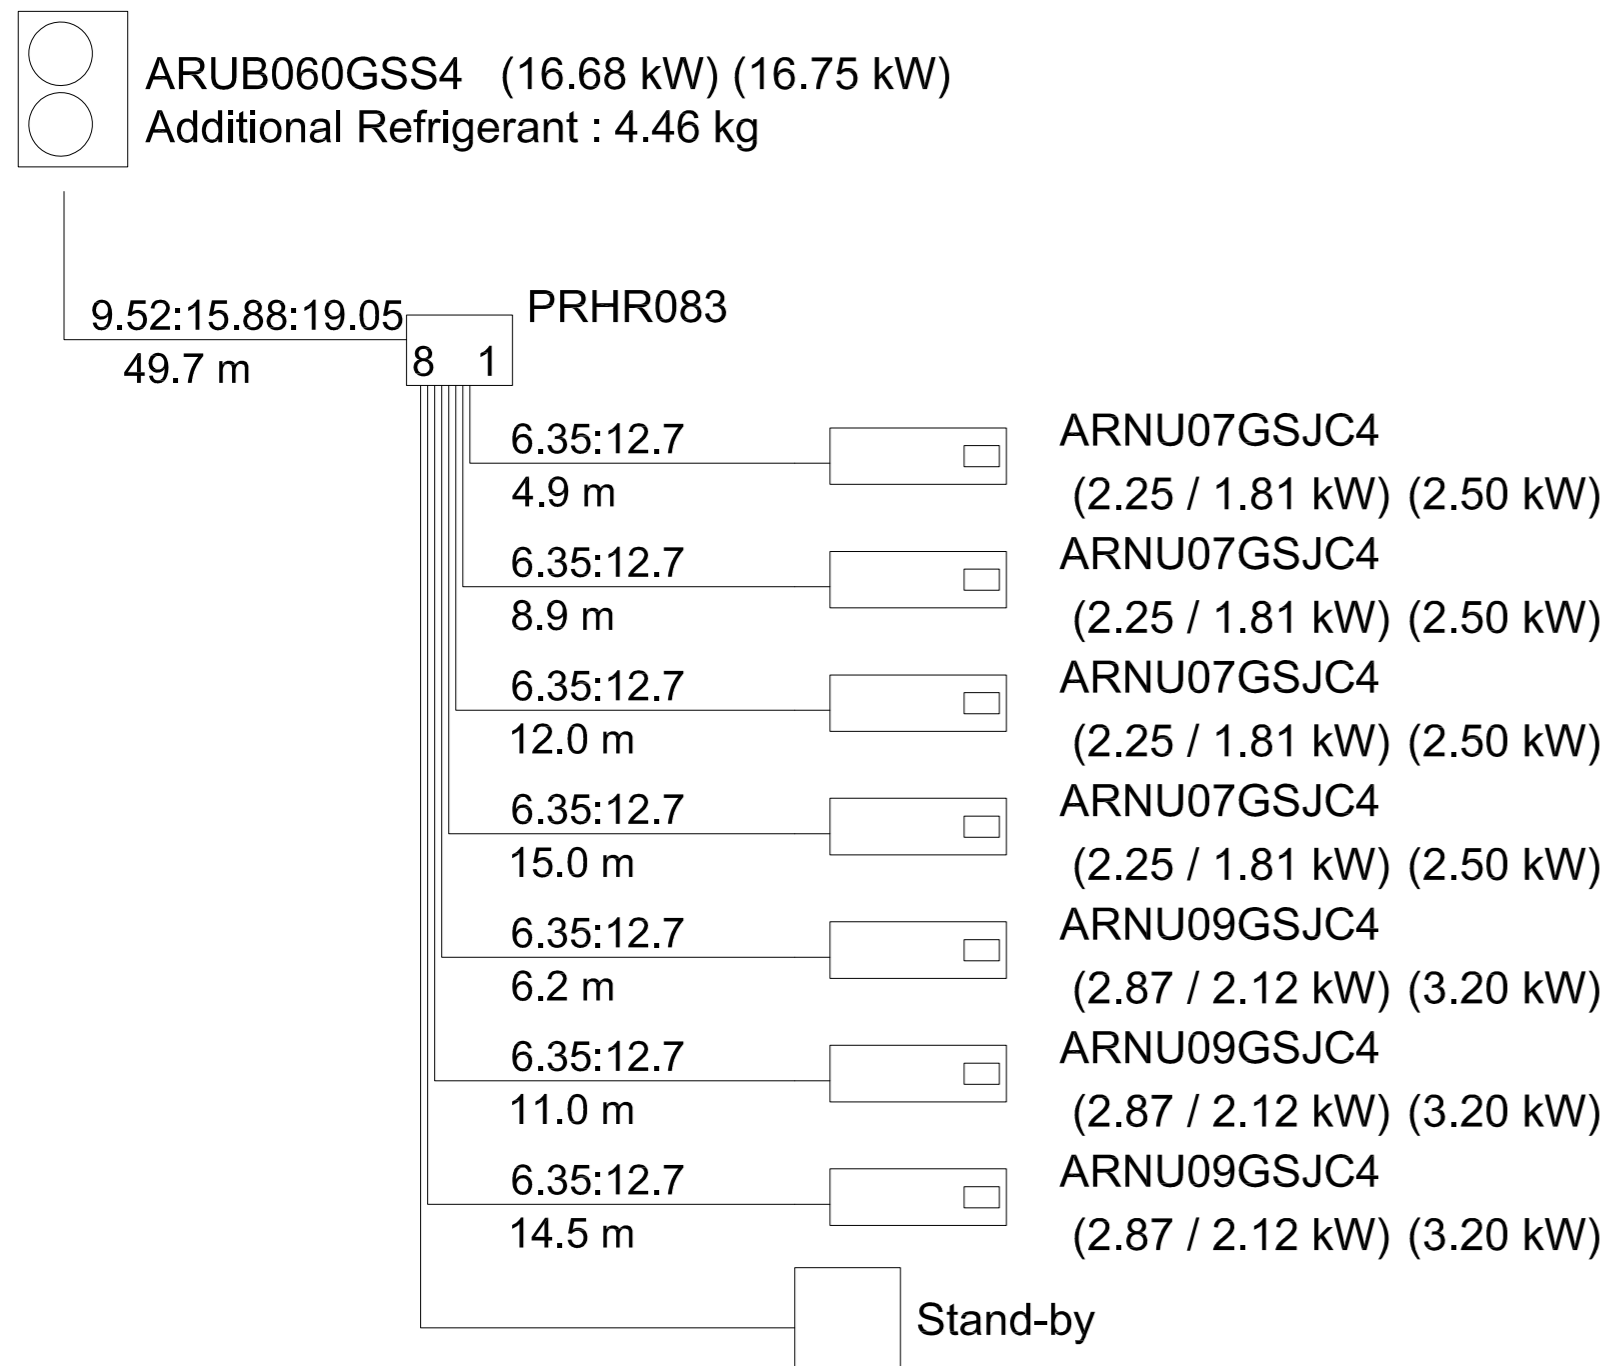 ARUB060GSS4 (16.68 kW) (16.75 kW)
Additional Refrigerant : 4.46 kg
9.52:15.88:19.05
49.7 m
PRHR083
8 1
6.35:12.7
4.9 m
ARNU07GSJC4
(2.25 / 1.81 kW) (2.50 kW)
6.35:12.7
8.9 m
ARNU07GSJC4
(2.25 / 1.81 kW) (2.50 kW)
6.35:12.7
12.0 m
ARNU07GSJC4
(2.25 / 1.81 kW) (2.50 kW)
6.35:12.7
15.0 m
ARNU07GSJC4
(2.25 / 1.81 kW) (2.50 kW)
6.35:12.7
6.2 m
ARNU09GSJC4
(2.87 / 2.12 kW) (3.20 kW)
6.35:12.7
11.0 m
ARNU09GSJC4
(2.87 / 2.12 kW) (3.20 kW)
6.35:12.7
14.5 m
ARNU09GSJC4
(2.87 / 2.12 kW) (3.20 kW)
Stand-by